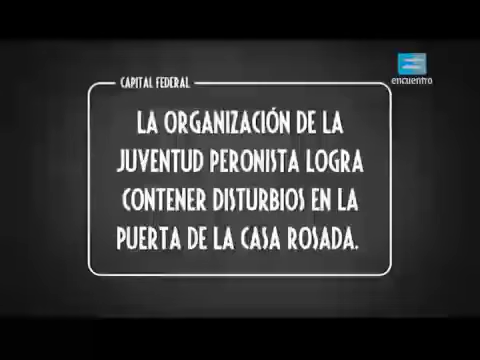 CAPITAL FEDERAL
encuentro
LA ORGANIZACIÓN DE LA
JUVENTUD PERONISTA LOGRA
CONTENER DISTURBIOS EN LA
PUERTA DE LA CASA ROSADA.